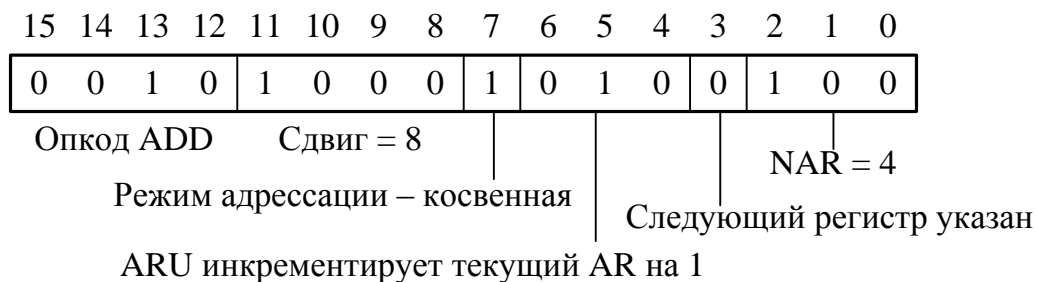 15 14 13 12 11 10 9 8 7 6 5 4 3 2 1 0
0 0 1 0 1 0 0 0 1 0 1 0 0 1 0 0
Опкод ADD Сдвиг = 8
NAR = 4
Режим адрессации – косвенная
Следующий регистр указан
ARU инкрементирует текущий AR на 1